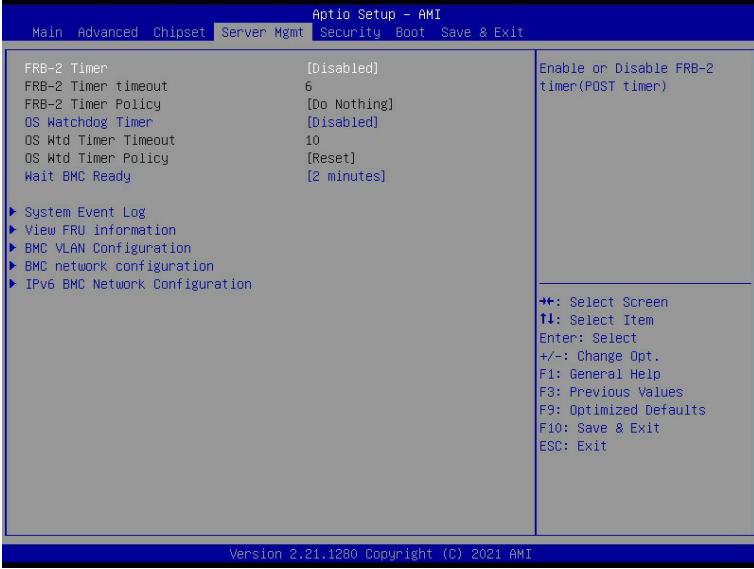 Aptio Setup – AMI
Main Advanced Chipset Server Mgmt Security Boot Save & Exit
FRB-2 Timer [Disabled]
FRB-2 Timer timeout 6
FRB-2 Timer Policy [Do Nothing]
OS Watchdog Timer [Disabled]
OS Wtd Timer Timeout 10
OS Wtd Timer Policy [Reset]
Wait BMC Ready [2 minutes]
▶ System Event Log
▶ View FRU information
▶ BMC VLAN Configuration
▶ BMC network configuration
▶ IPv6 BMC Network Configuration
Enable or Disable FRB-2
timer(POST timer)
→←: Select Screen
↑↓: Select Item
Enter: Select
+/-: Change Opt.
F1: General Help
F3: Previous Values
F9: Optimized Defaults
F10: Save & Exit
ESC: Exit
Version 2.21.1280 Copyright (C) 2021 AMI